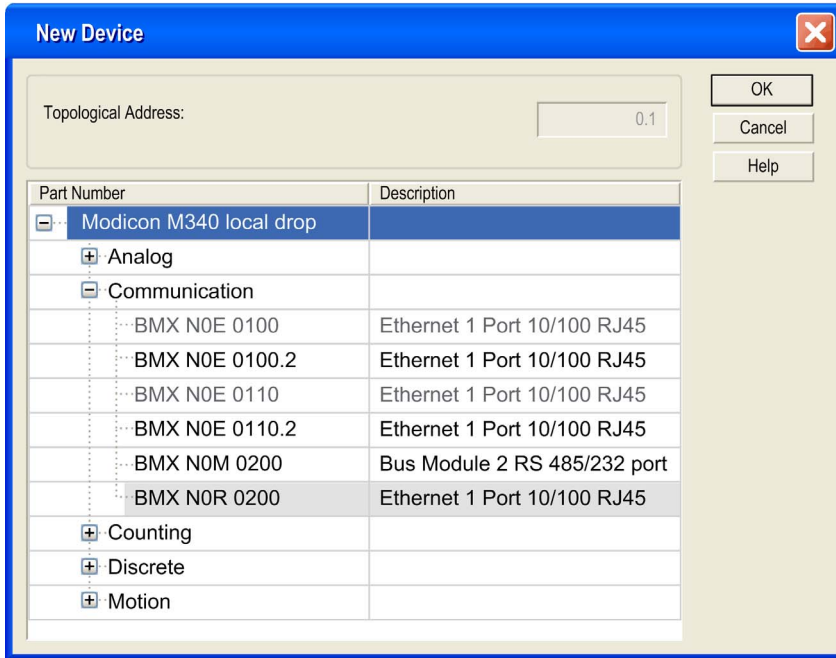 New Device
Topological Address:
0.1
OK
Cancel
Help
Part Number Description
Modicon M340 local drop
Analog
Communication
BMX N0E 0100 Ethernet 1 Port 10/100 RJ45
BMX N0E 0100.2 Ethernet 1 Port 10/100 RJ45
BMX N0E 0110 Ethernet 1 Port 10/100 RJ45
BMX N0E 0110.2 Ethernet 1 Port 10/100 RJ45
BMX N0M 0200 Bus Module 2 RS 485/232 port
BMX N0R 0200 Ethernet 1 Port 10/100 RJ45
Counting
Discrete
Motion